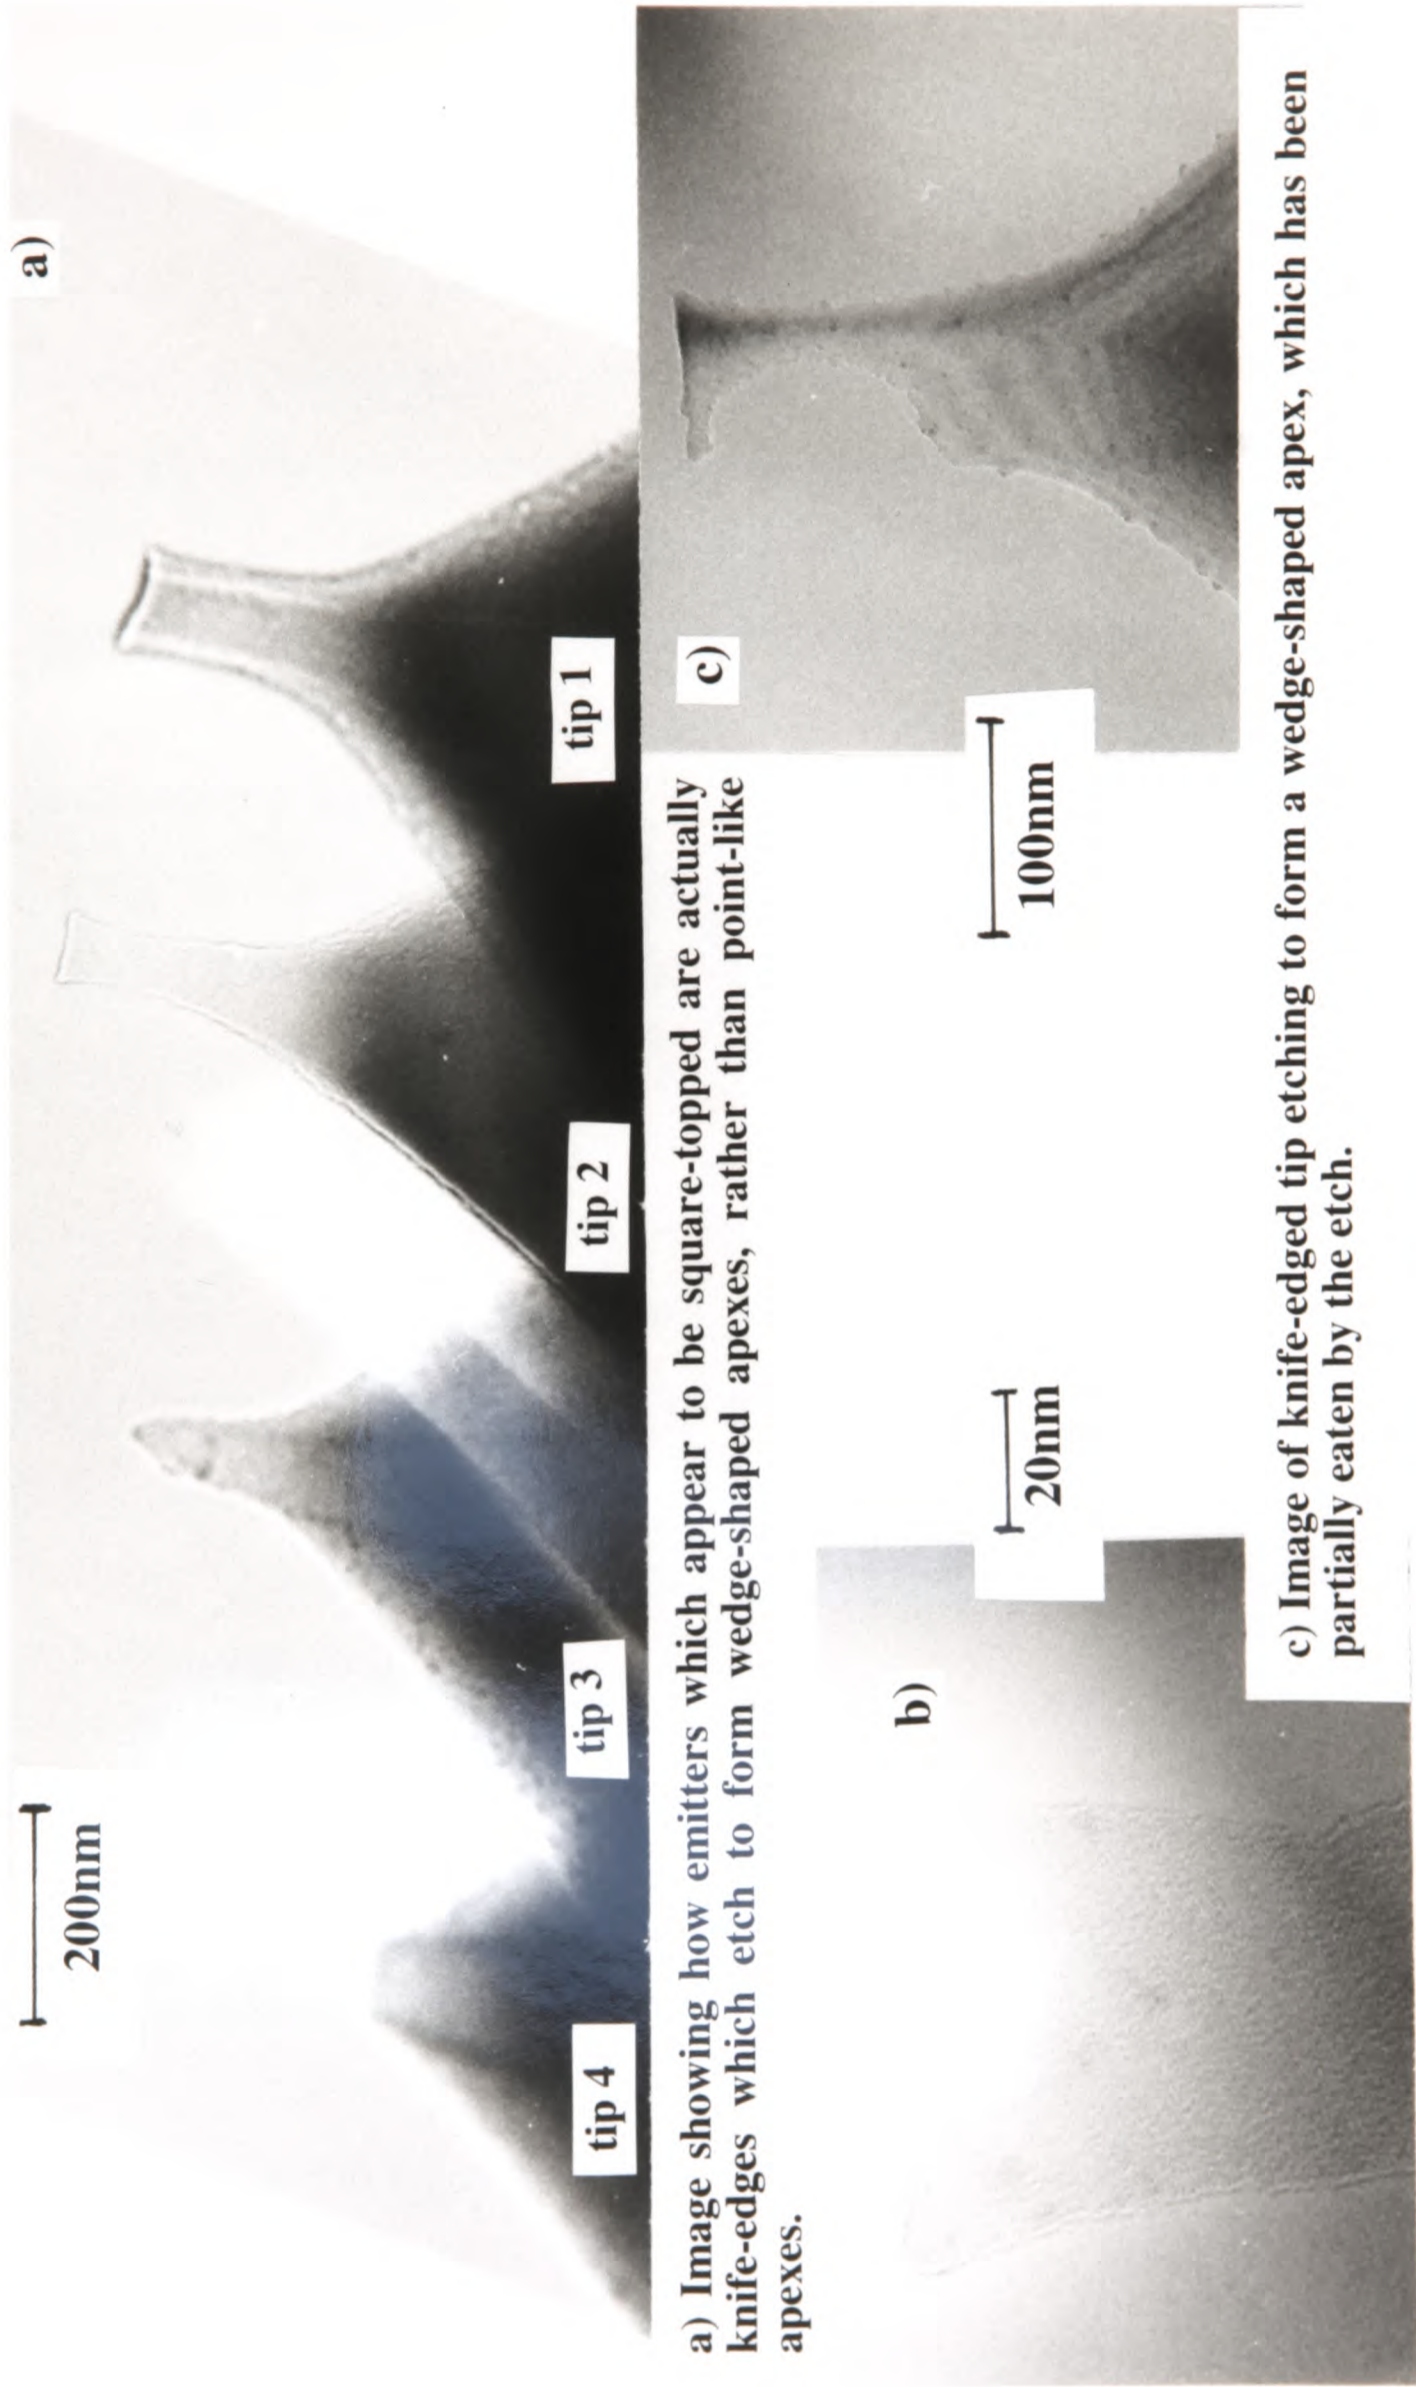 a)
200nm
tip 4
tip 3
tip 2
tip 1
a) Image showing how emitters which appear to be square-topped are actually
knife-edges which etch to form wedge-shaped apexes, rather than point-like
apexes.
b)
20nm
c)
100nm
c) Image of knife-edged tip etching to form a wedge-shaped apex, which has been
partially eaten by the etch.